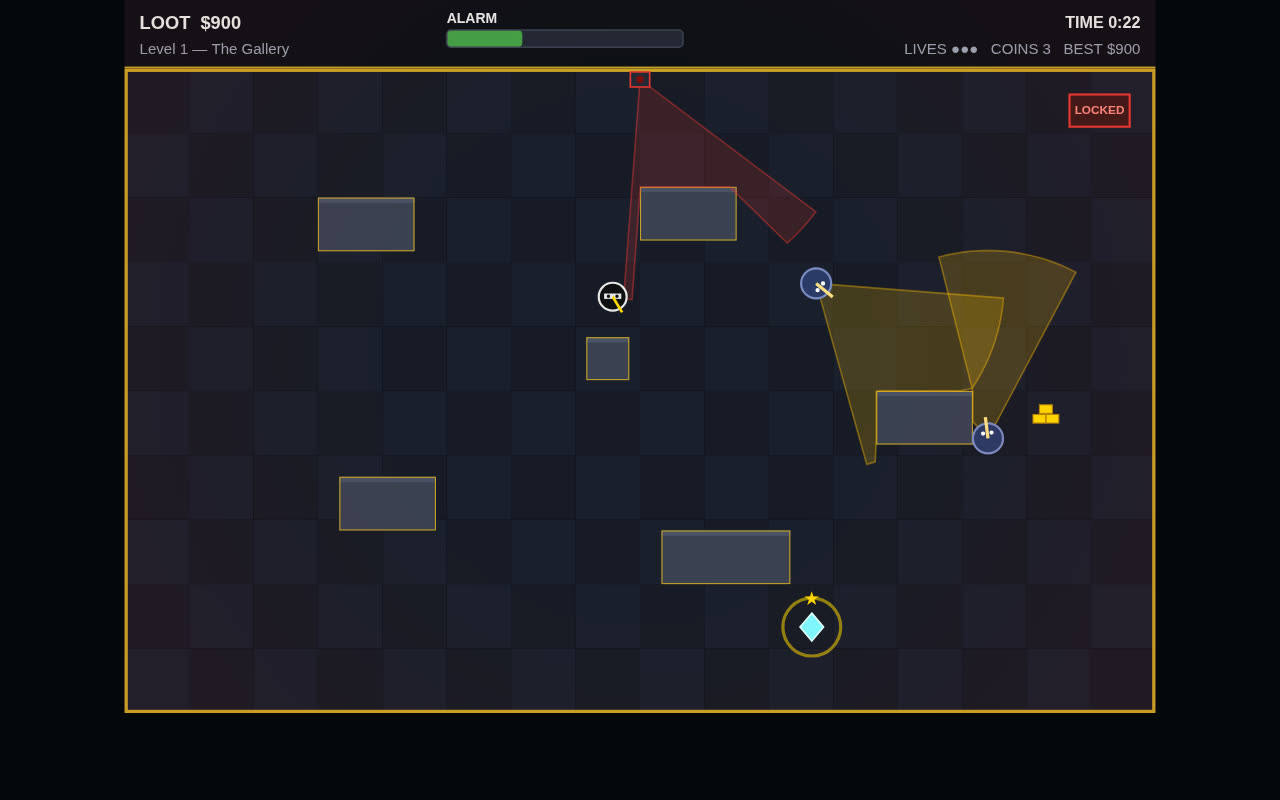 LOOT $900
ALARM
TIME 0:22
Level 1 — The Gallery
LIVES ●●● COINS 3 BEST $900
LOCKED